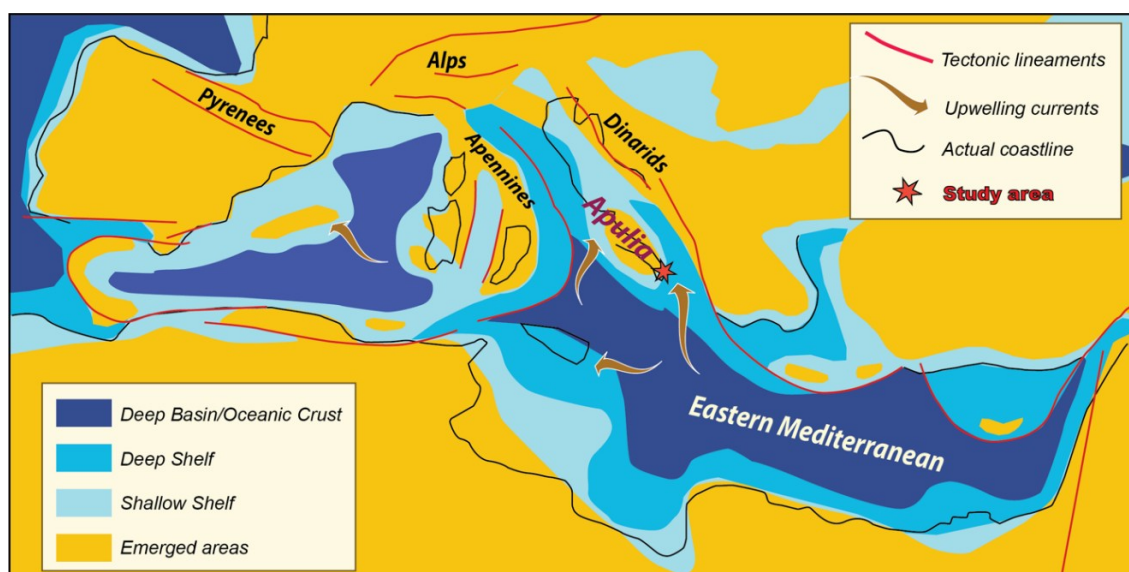 Alps
Pyrenees
Apennines
Dinarids
Apulia
Eastern Mediterranean
Tectonic lineaments
Upwelling currents
Actual coastline
Study area
Deep Basin/Oceanic Crust
Deep Shelf
Shallow Shelf
Emerged areas